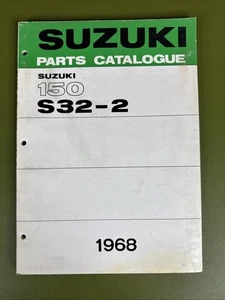 SUZUKI
PARTS CATALOGUE
SUZUKI
150
S32-2
1968